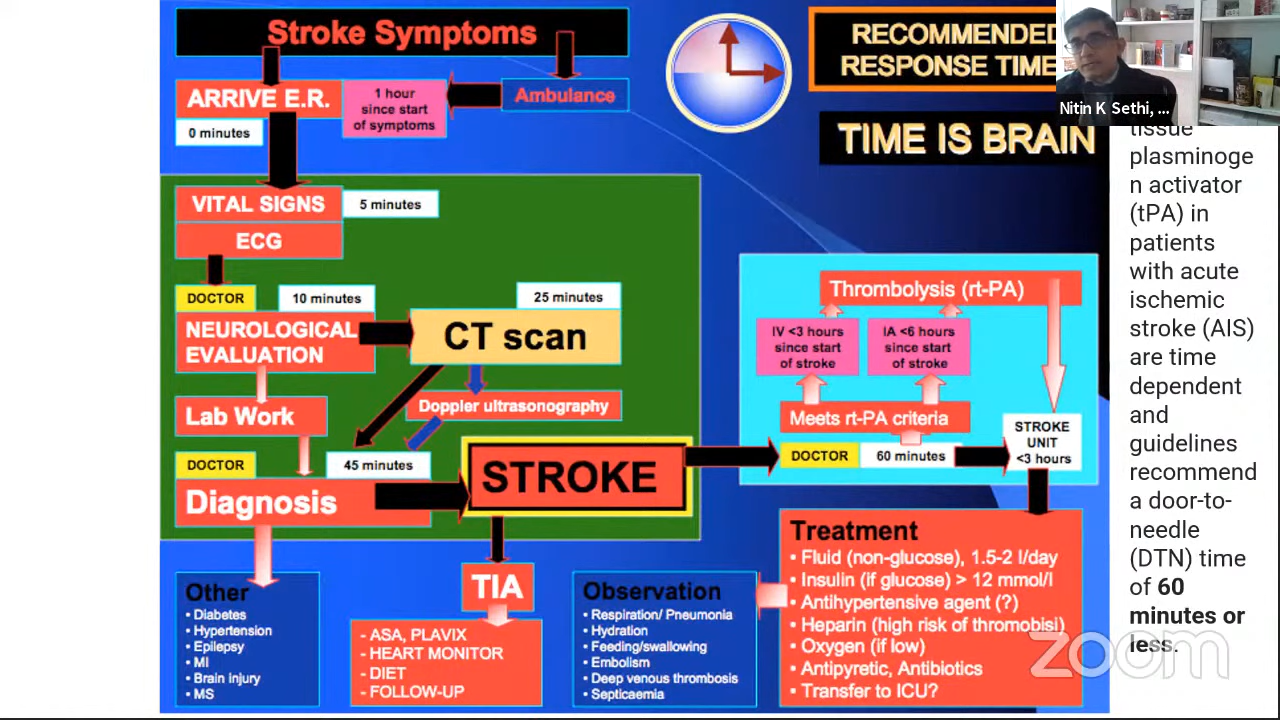 Stroke Symptoms
RECOMMENDED
RESPONSE TIME
Nitin K Sethi, ...
TIME IS BRAIN
ARRIVE E.R.
0 minutes
1 hour
since start
of symptoms
Ambulance
VITAL SIGNS
5 minutes
ECG
DOCTOR
10 minutes
NEUROLOGICAL
EVALUATION
25 minutes
CT scan
Lab Work
Doppler ultrasonography
DOCTOR
45 minutes
Diagnosis
STROKE
Thrombolysis (rt-PA)
IV <3 hours
since start
of stroke
IA <6 hours
since start
of stroke
Meets rt-PA criteria
DOCTOR
60 minutes
STROKE
UNIT
<3 hours
Other
• Diabetes
• Hypertension
• Epilepsy
• MI
• Brain injury
• MS
TIA
- ASA, PLAVIX
- HEART MONITOR
- DIET
- FOLLOW-UP
Observation
• Respiration/ Pneumonia
• Hydration
• Feeding/swallowing
• Embolism
• Deep venous thrombosis
• Septicaemia
Treatment
• Fluid (non-glucose), 1.5-2 l/day
• Insulin (if glucose) > 12 mmol/l
• Antihypertensive agent (?)
• Heparin (high risk of thrombobisi)
• Oxygen (if low)
• Antipyretic, Antibiotics
• Transfer to ICU?
tissue
plasminoge
n activator
(tPA) in
patients
with acute
ischemic
stroke (AIS)
are time
dependent
and
guidelines
recommend
a door-to-
needle
(DTN) time
of 60
minutes or
less.
zoom